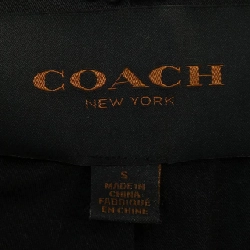 COACH
NEW YORK
S
MADE IN
CHINA
FABRIQUÉ
EN CHINE